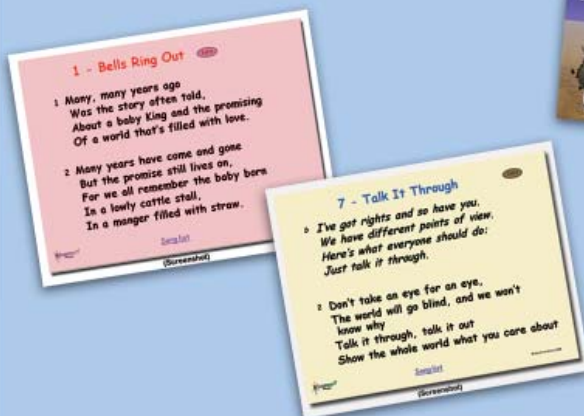 1 - Bells Ring Out
1 Many, many years ago
Was the story often told,
About a baby King and the promising
Of a world that's filled with love.
2 Many years have come and gone
But the promise still lives on,
For we all remember the baby born
In a lowly cattle stall,
In a manger filled with straw.
Song list
(Screenshot)
7 - Talk It Through
I've got rights and so have you.
We have different points of view.
Here's what everyone should do:
Just talk it through.
2 Don't take an eye for an eye,
The world will go blind, and we won't
know why
Talk it through, talk it out
Show the whole world what you care about
Song list
(Screenshot)